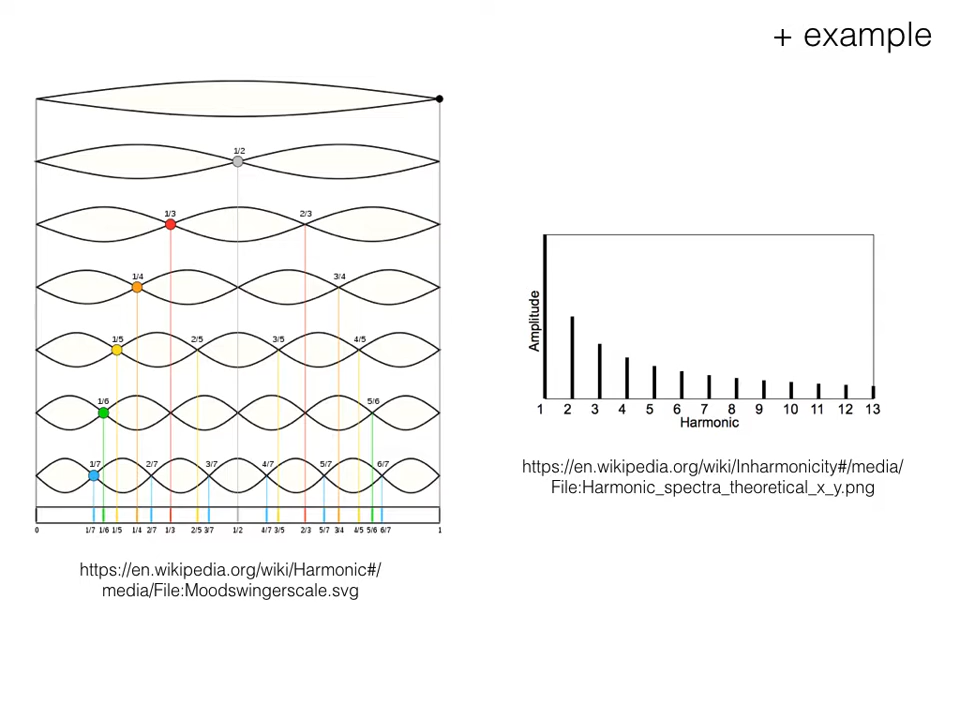 + example
1/2
1/3 2/3
1/4 3/4
1/5 2/5 3/5 4/5
1/6 5/6
1/7 2/7 3/7 4/7 5/7 6/7
0 1/7 1/6 1/5 1/4 2/7 1/3 2/5 3/7 1/2 4/7 3/5 2/3 5/7 3/4 4/5 5/6 6/7 1
https://en.wikipedia.org/wiki/Harmonic#/
media/File:Moodswingerscale.svg
Amplitude
1 2 3 4 5 6 7 8 9 10 11 12 13
Harmonic
https://en.wikipedia.org/wiki/Inharmonicity#/media/
File:Harmonic_spectra_theoretical_x_y.png